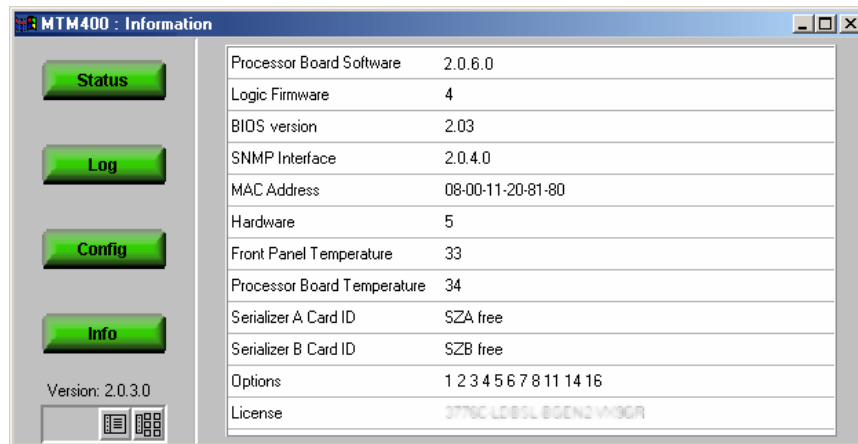 MTM400 : Information
Status
Log
Config
Info
Version: 2.0.3.0
Processor Board Software 2.0.6.0
Logic Firmware 4
BIOS version 2.03
SNMP Interface 2.0.4.0
MAC Address 08-00-11-20-81-80
Hardware 5
Front Panel Temperature 33
Processor Board Temperature 34
Serializer A Card ID SZA free
Serializer B Card ID SZB free
Options 1 2 3 4 5 6 7 8 11 14 16
License